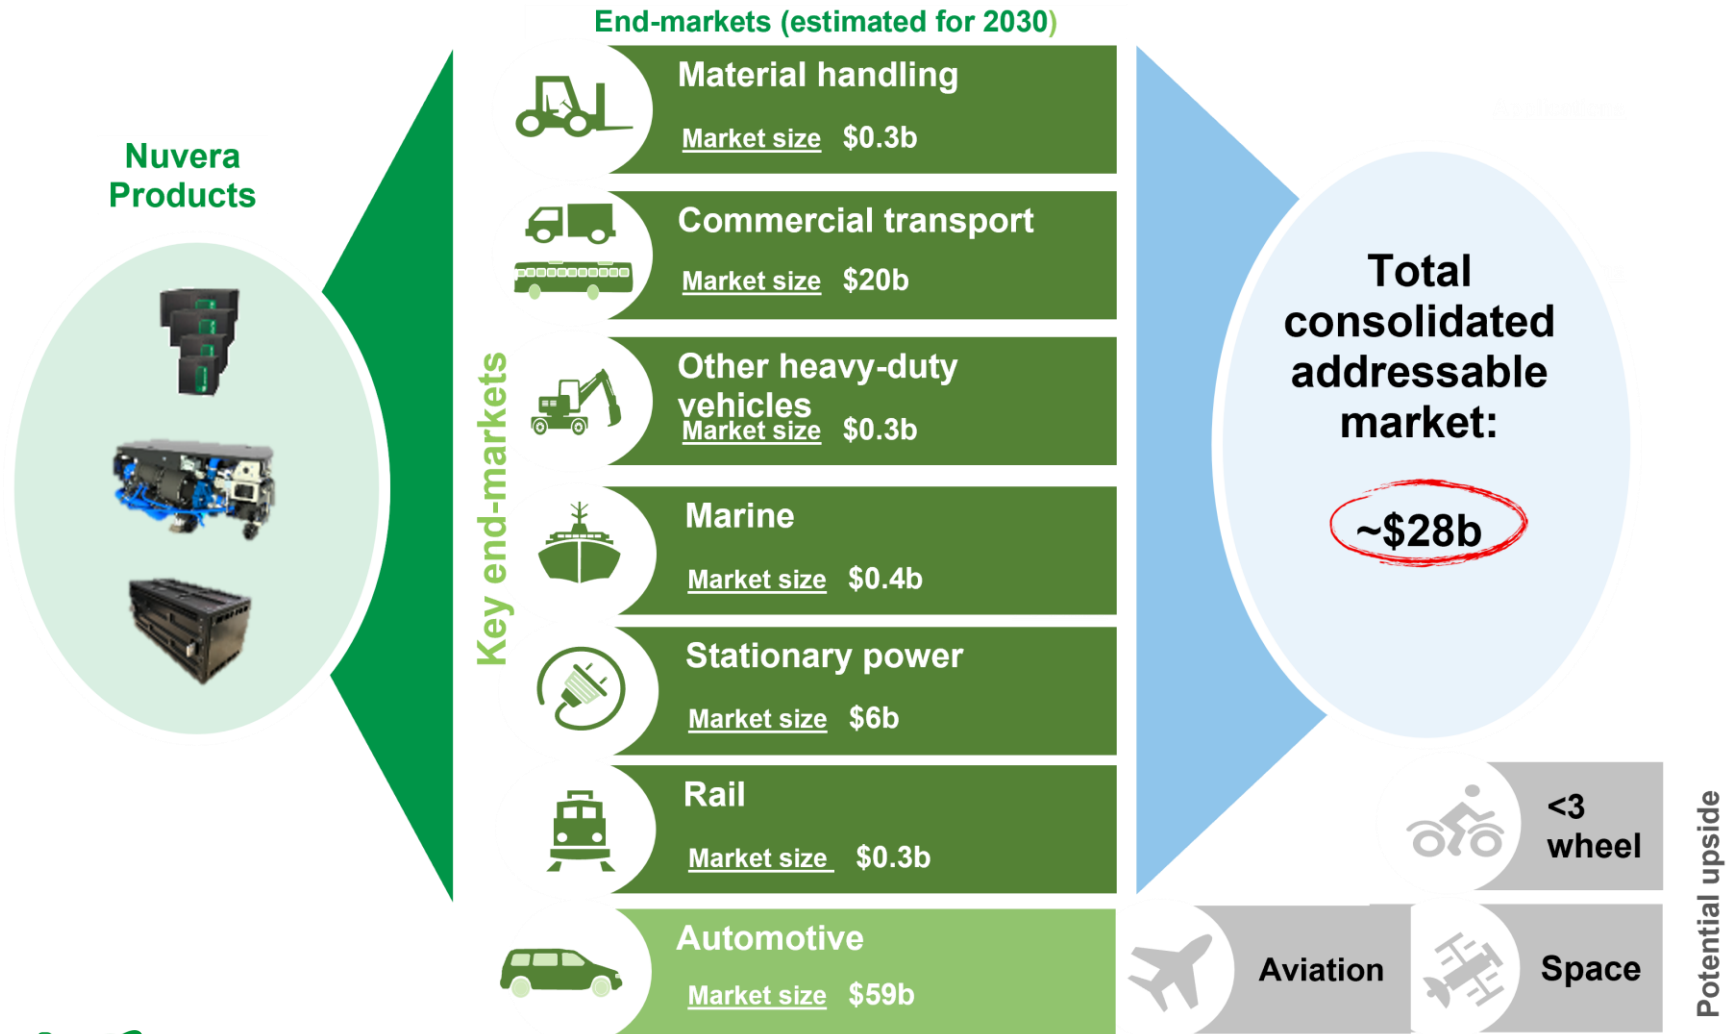 End-markets (estimated for 2030)
Nuvera
Products
Key end-markets
Material handling
Market size $0.3b
Commercial transport
Market size $20b
Other heavy-duty
vehicles
Market size $0.3b
Marine
Market size $0.4b
Stationary power
Market size $6b
Rail
Market size $0.3b
Automotive
Market size $59b
Total
consolidated
addressable
market:
~$28b
<3
wheel
Aviation
Space
Potential upside